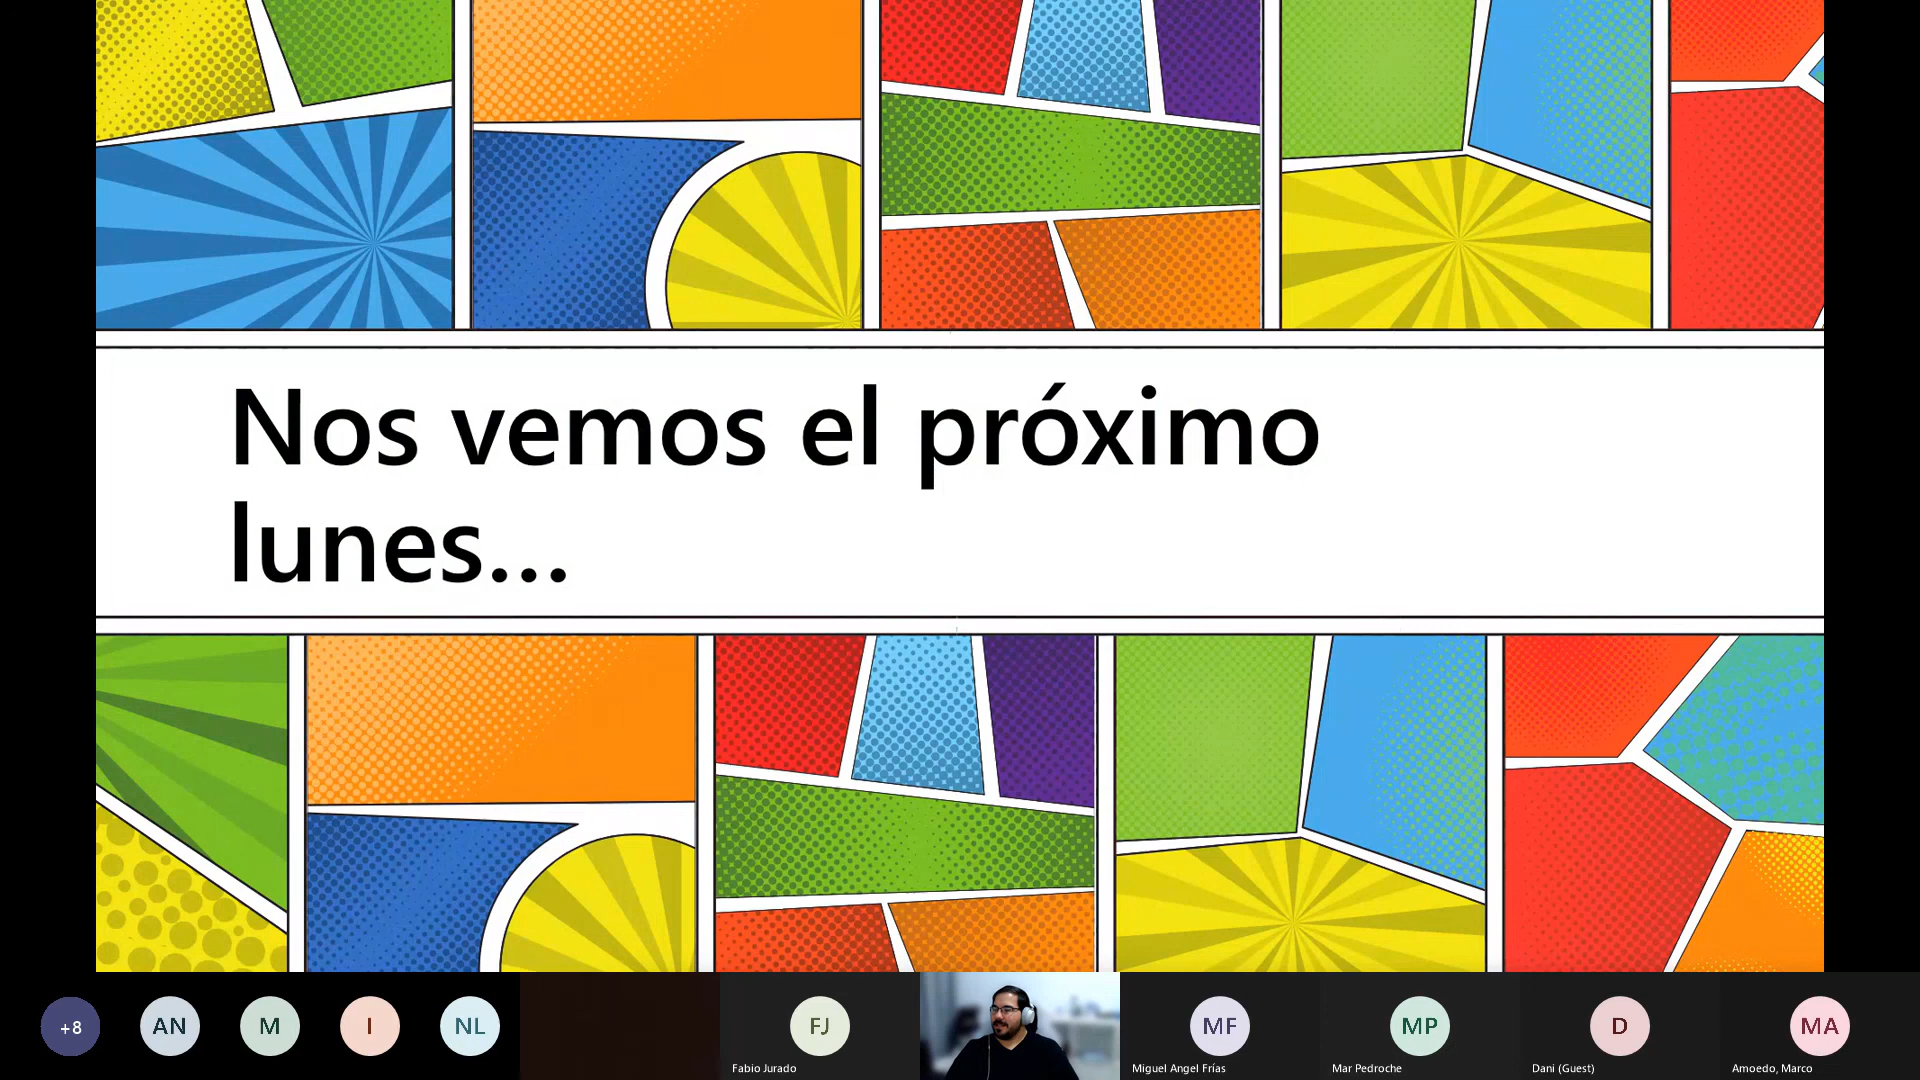 Nos vemos el próximo
lunes...
+8
AN
M
I
NL
FJ
MF
MP
D
MA
Fabio Jurado
Miguel Angel Frías
Mar Pedroche
Dani (Guest)
Amoedo, Marco